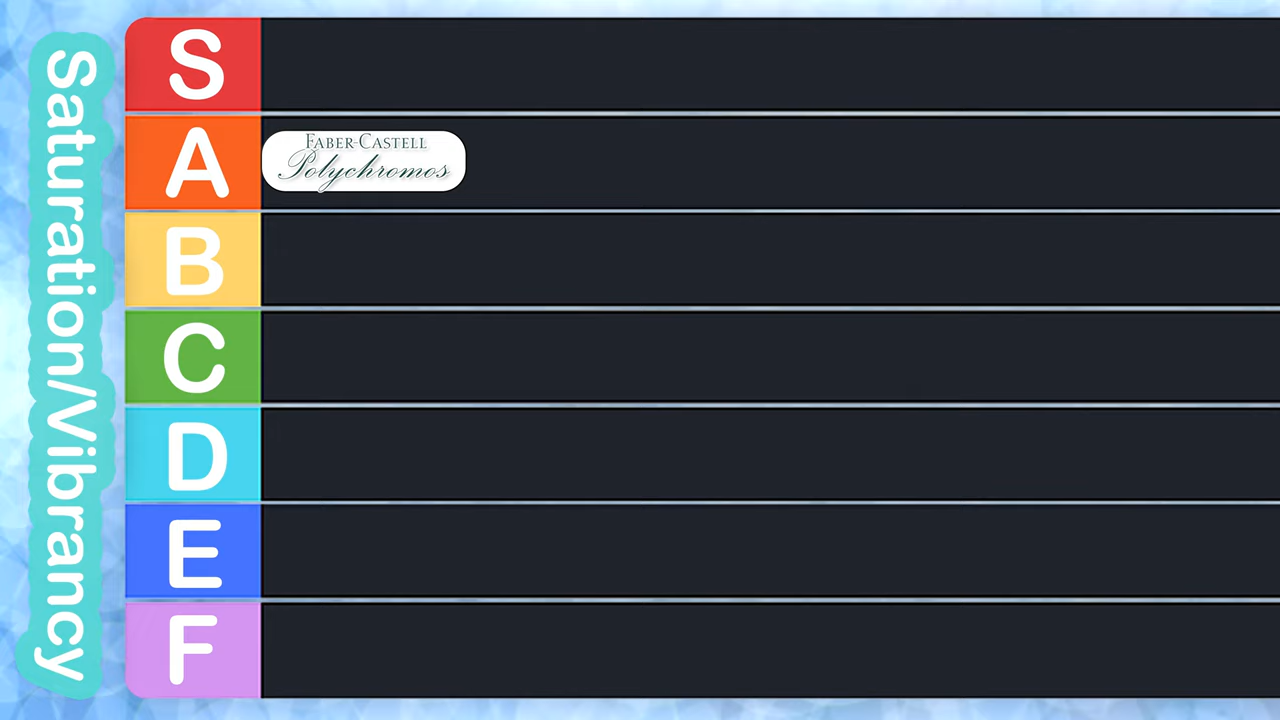 Saturation/Vibrancy
S
A
FABER-CASTELL
Polychromos
B
C
D
E
F